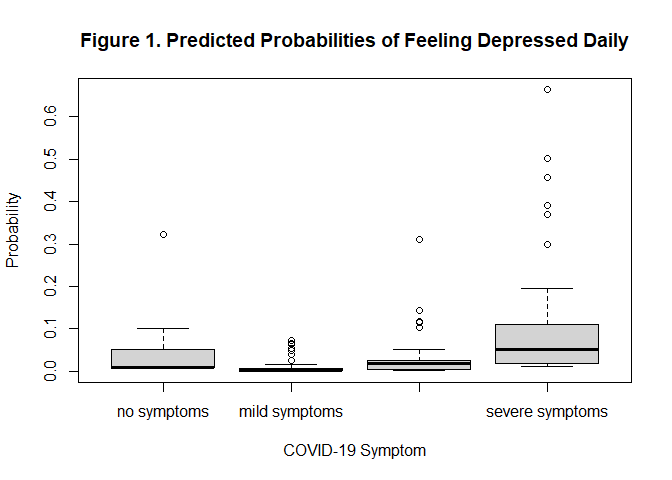 Figure 1. Predicted Probabilities of Feeling Depressed Daily
Probability
0.6
0.5
0.4
0.3
0.2
0.1
0.0
no symptoms mild symptoms severe symptoms
COVID-19 Symptom